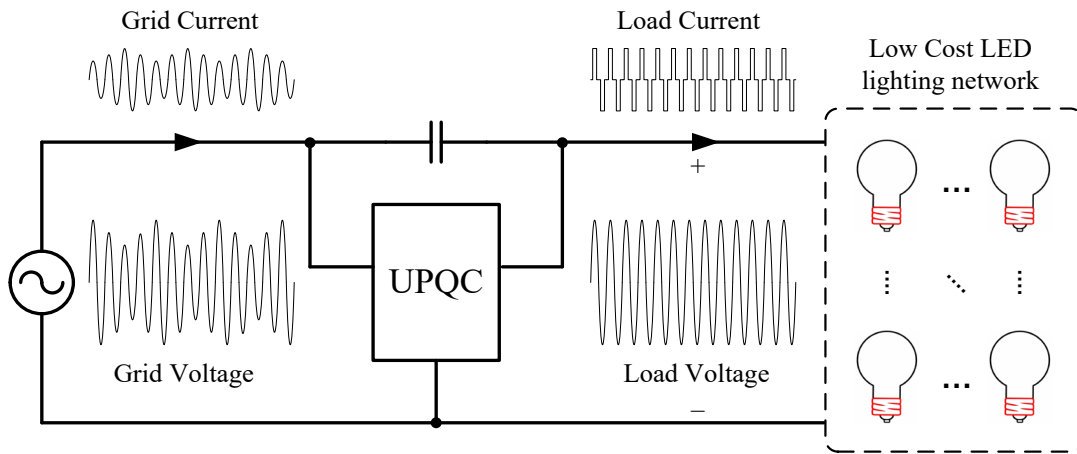 Grid Current
Load Current
Low Cost LED
lighting network
+
UPQC
Grid Voltage
Load Voltage
–